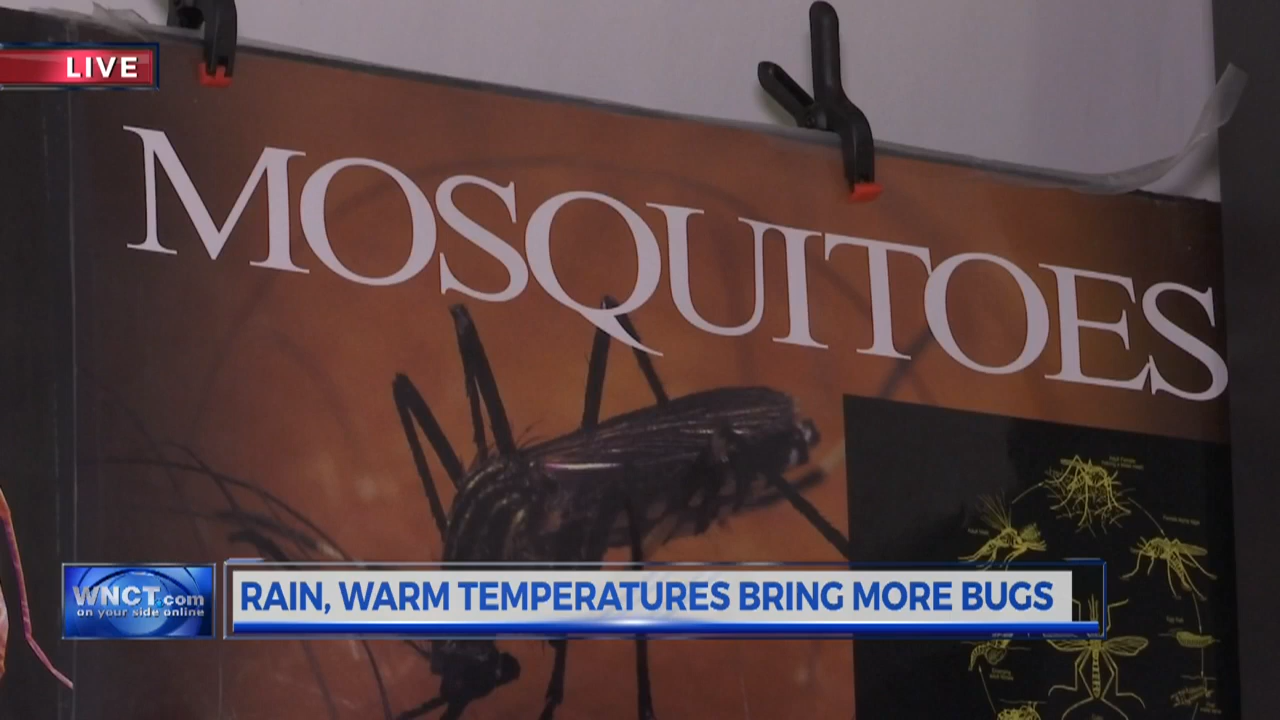 LIVE
MOSQUITOES
WNCT.com
on your side online
RAIN, WARM TEMPERATURES BRING MORE BUGS